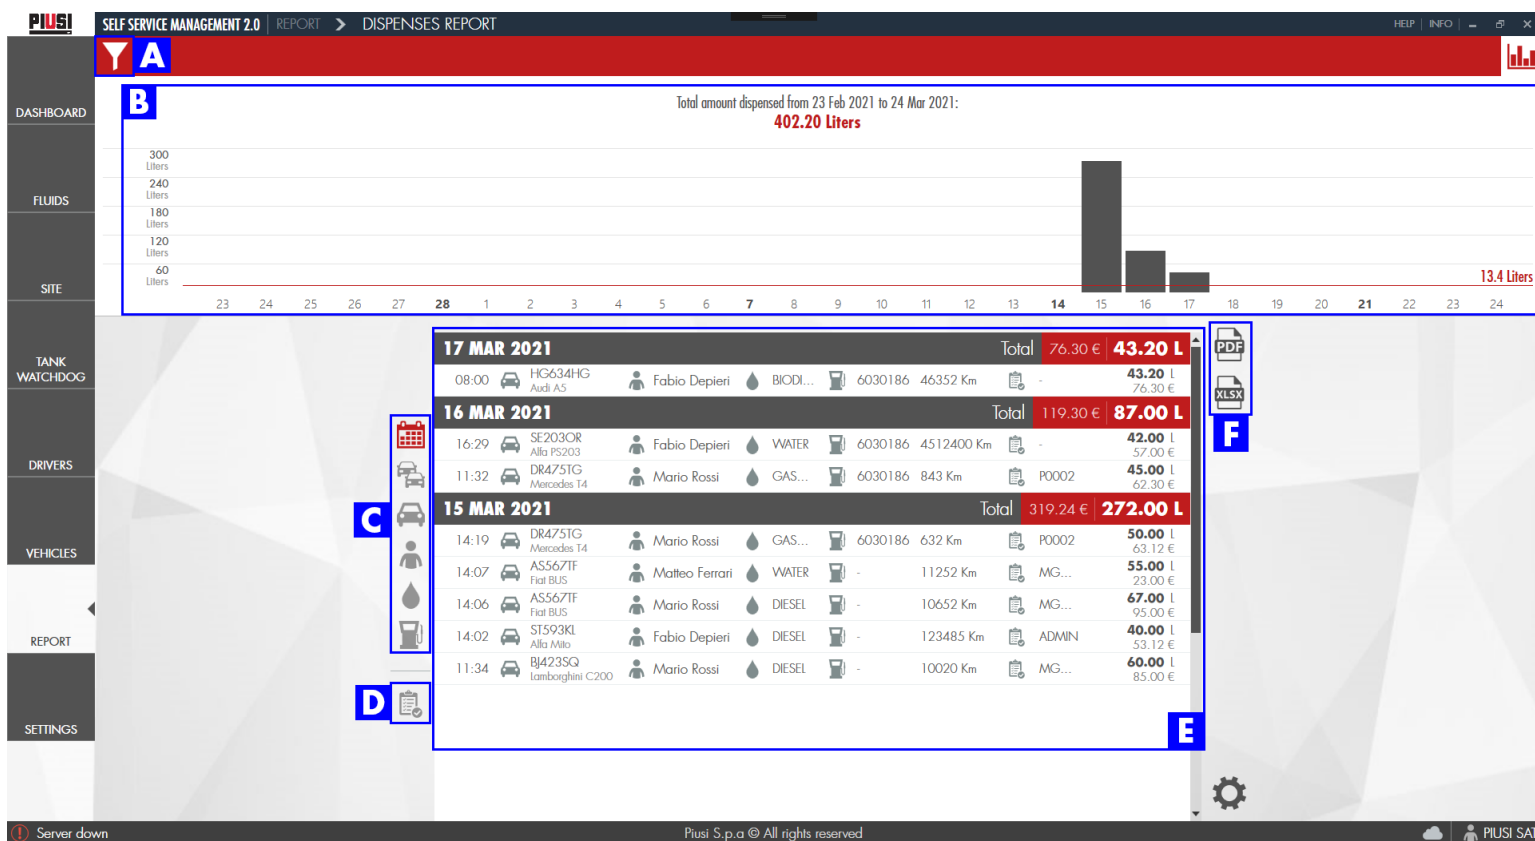 PIUSI SELF SERVICE MANAGEMENT 2.0 REPORT DISPENSES REPORT HELP INFO
A
B
Total amount dispensed from 23 Feb 2021 to 24 Mar 2021:
402.20 Liters
300
Liters
240
Liters
180
Liters
120
Liters
60
Liters
13.4 Liters
23 24 25 26 27 28 1 2 3 4 5 6 7 8 9 10 11 12 13 14 15 16 17 18 19 20 21 22 23 24
DASHBOARD
FLUIDS
SITE
TANK
WATCHDOG
DRIVERS
VEHICLES
REPORT
SETTINGS
C
D
17 MAR 2021 Total 76.30 € 43.20 L
08:00 HG634HG Fabio Depieri BIODI... 6030186 46352 Km - 43.20 L
Audi A5 76.30 €
16 MAR 2021 Total 119.30 € 87.00 L
16:29 SE203OR Fabio Depieri WATER 6030186 4512400 Km - 42.00 L
Alfa PS203 57.00 €
11:32 DR475TG Mario Rossi GAS... 6030186 843 Km P0002 45.00 L
Mercedes T4 62.30 €
15 MAR 2021 Total 319.24 € 272.00 L
14:19 DR475TG Mario Rossi GAS... 6030186 632 Km P0002 50.00 L
Mercedes T4 63.12 €
14:07 AS567TF Matteo Ferrari WATER - 11252 Km MG... 55.00 L
Fiat BUS 23.00 €
14:06 AS567TF Mario Rossi DIESEL - 10652 Km MG... 67.00 L
Fiat BUS 95.00 €
14:02 ST593KL Fabio Depieri DIESEL - 123485 Km ADMIN 40.00 L
Alfa Mito 53.12 €
11:34 BJ423SQ Mario Rossi DIESEL - 10020 Km MG... 60.00 L
Lamborghini C200 85.00 €
E
PDF
XLSX
F
Server down Piusi S.p.a © All rights reserved PIUSI SAT